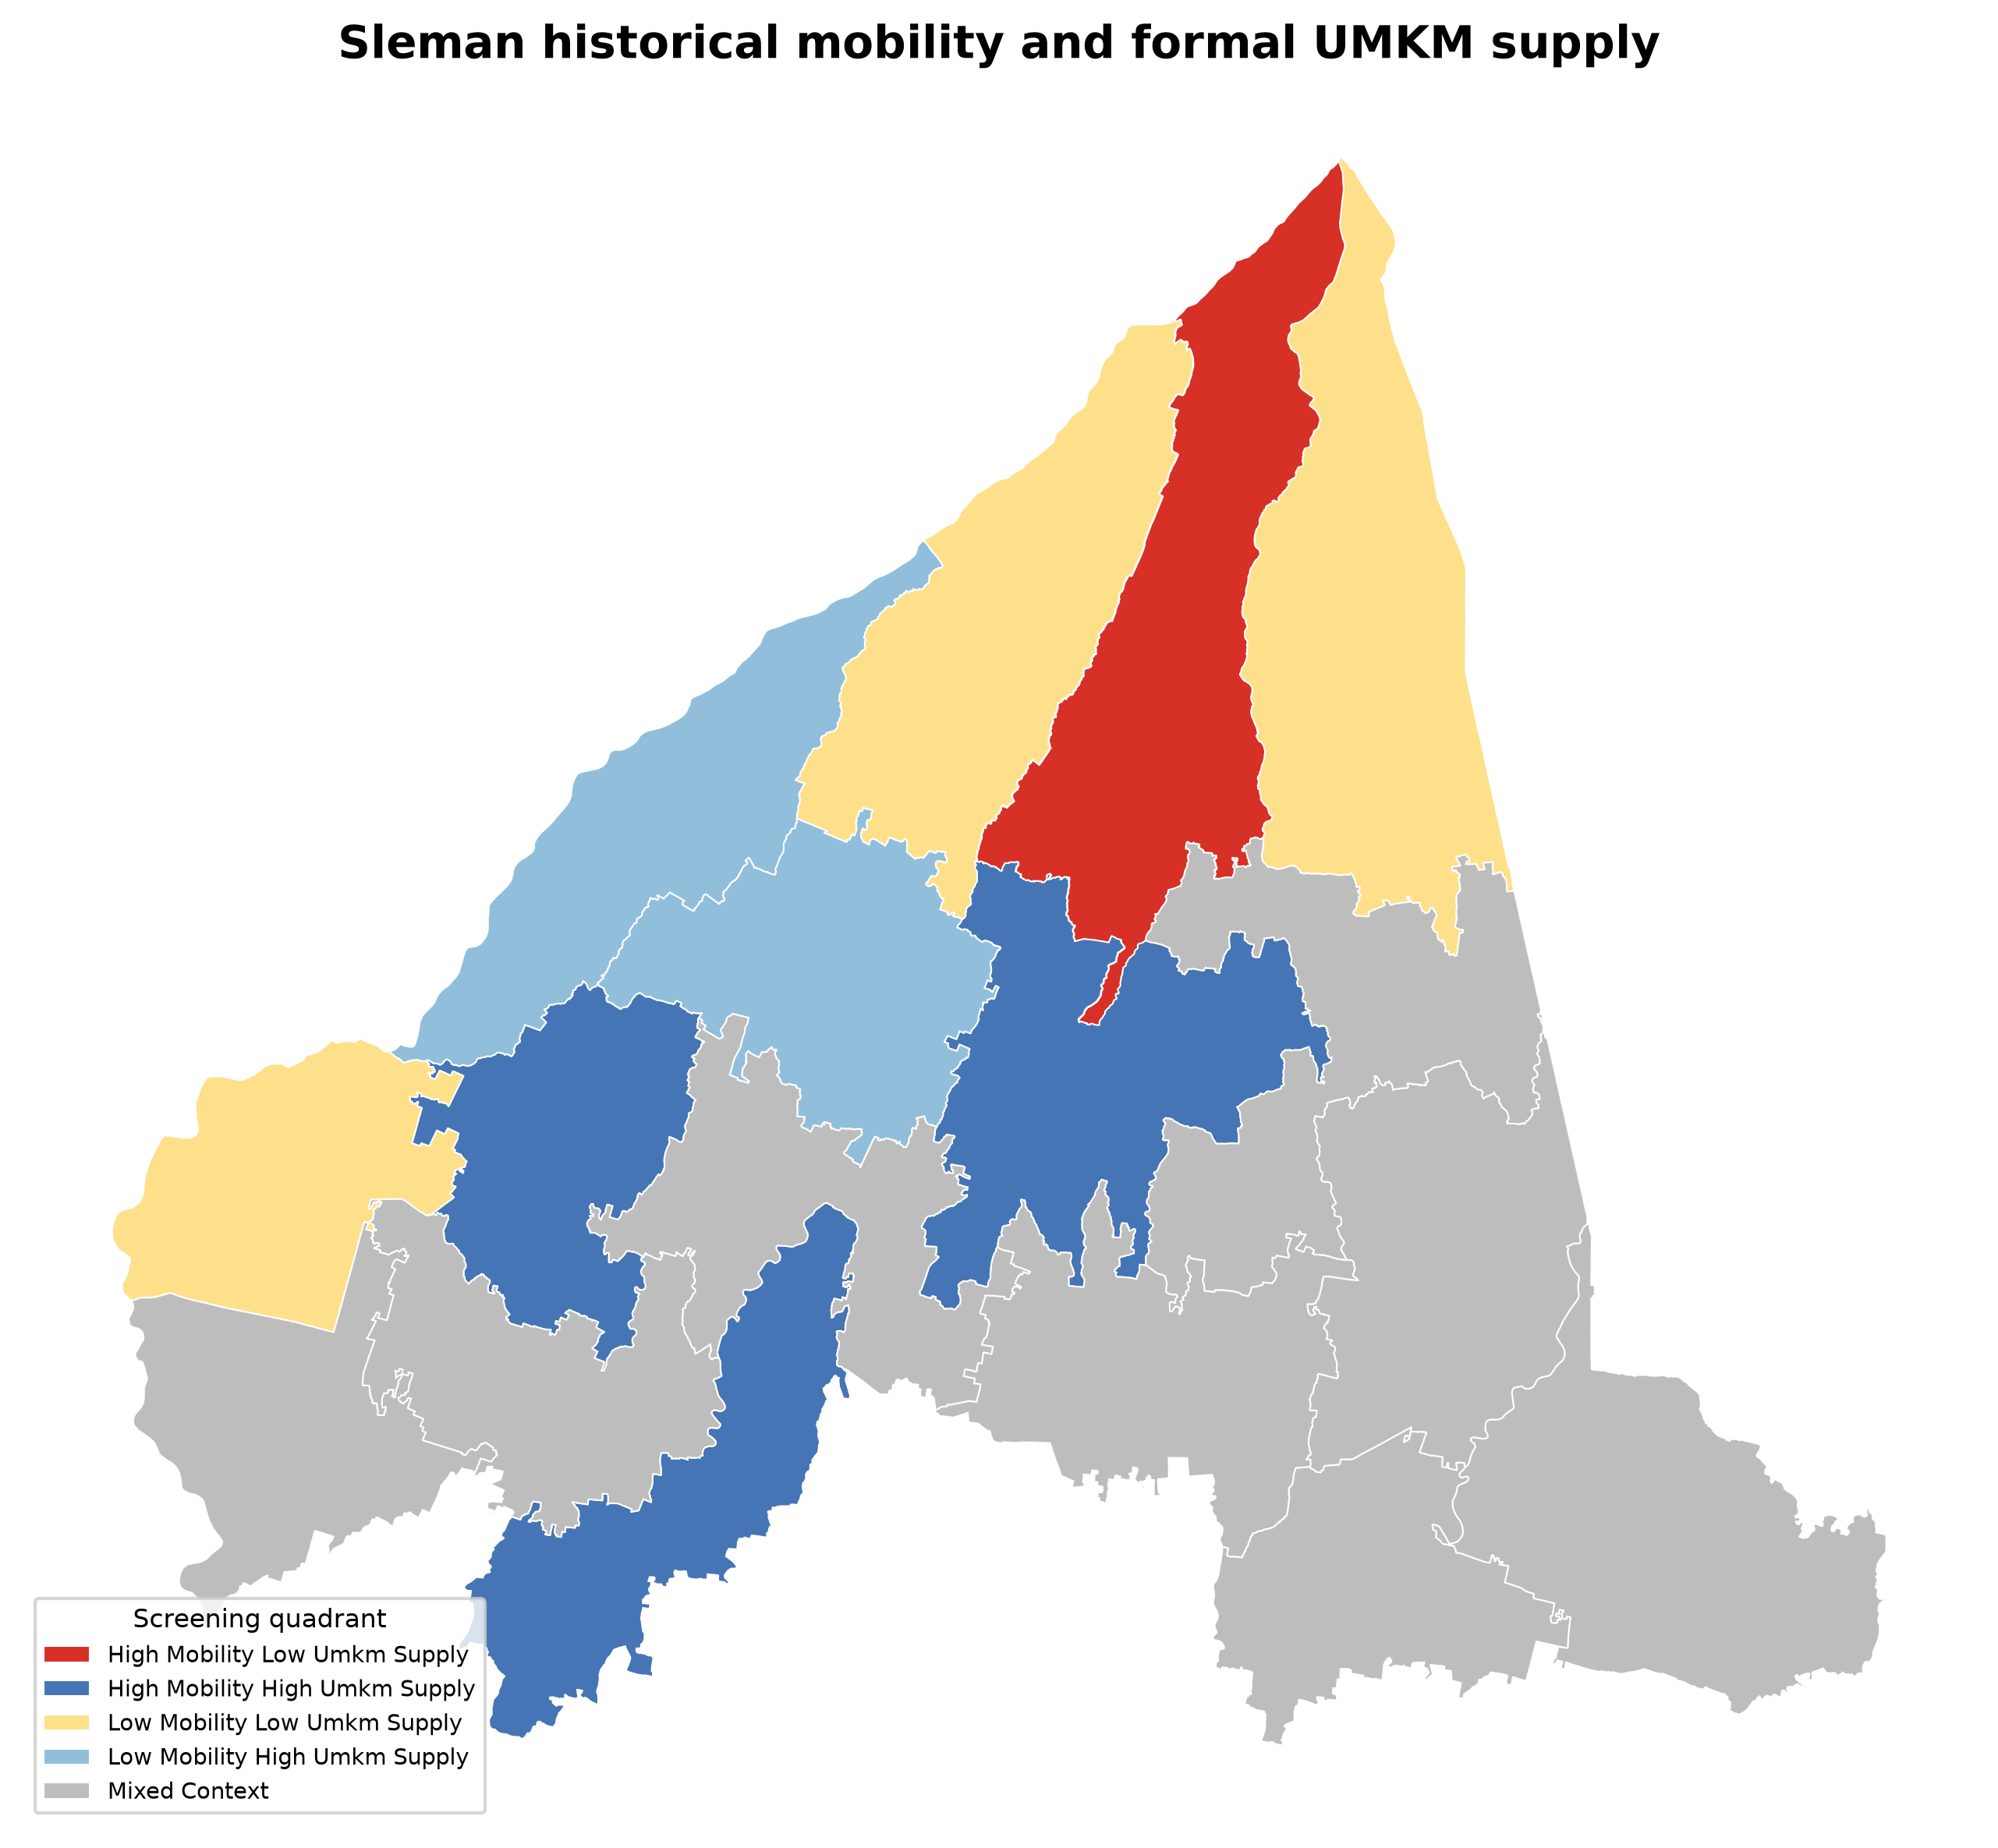 Sleman historical mobility and formal UMKM supply
Screening quadrant
High Mobility Low Umkm Supply
High Mobility High Umkm Supply
Low Mobility Low Umkm Supply
Low Mobility High Umkm Supply
Mixed Context